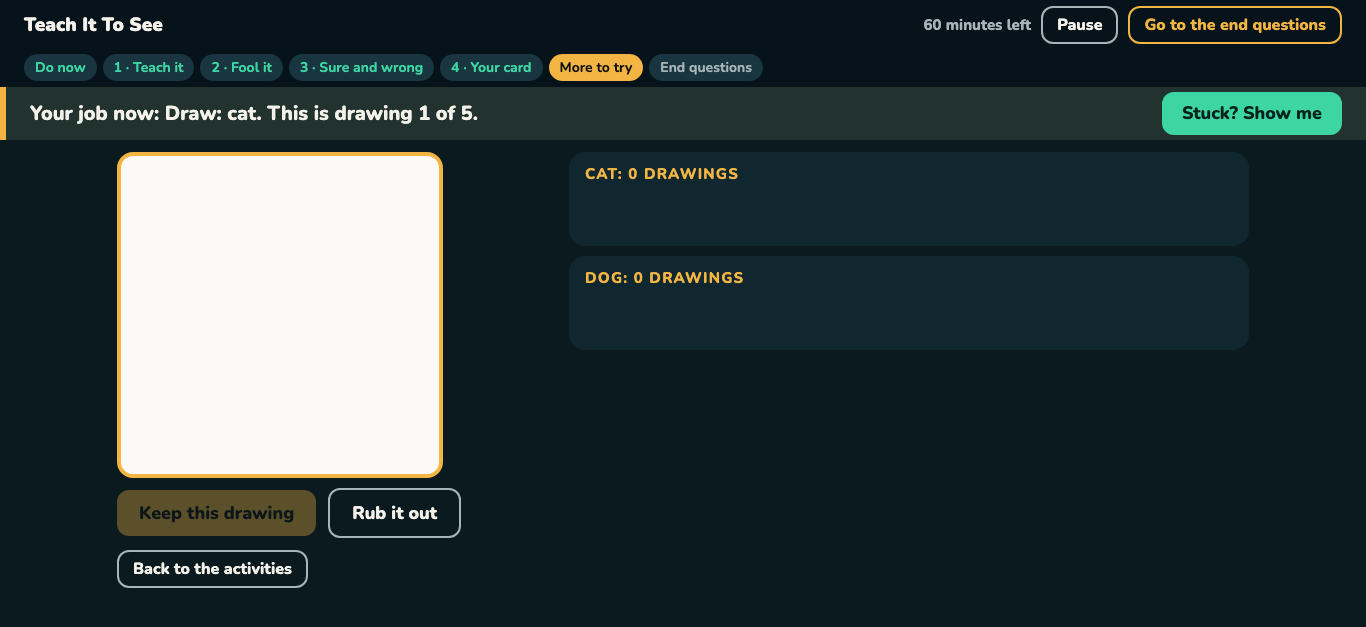 Teach It To See
60 minutes left
Pause
Go to the end questions
Do now
1 · Teach it
2 · Fool it
3 · Sure and wrong
4 · Your card
More to try
End questions
Your job now: Draw: cat. This is drawing 1 of 5.
Stuck? Show me
CAT: 0 DRAWINGS
DOG: 0 DRAWINGS
Keep this drawing
Rub it out
Back to the activities